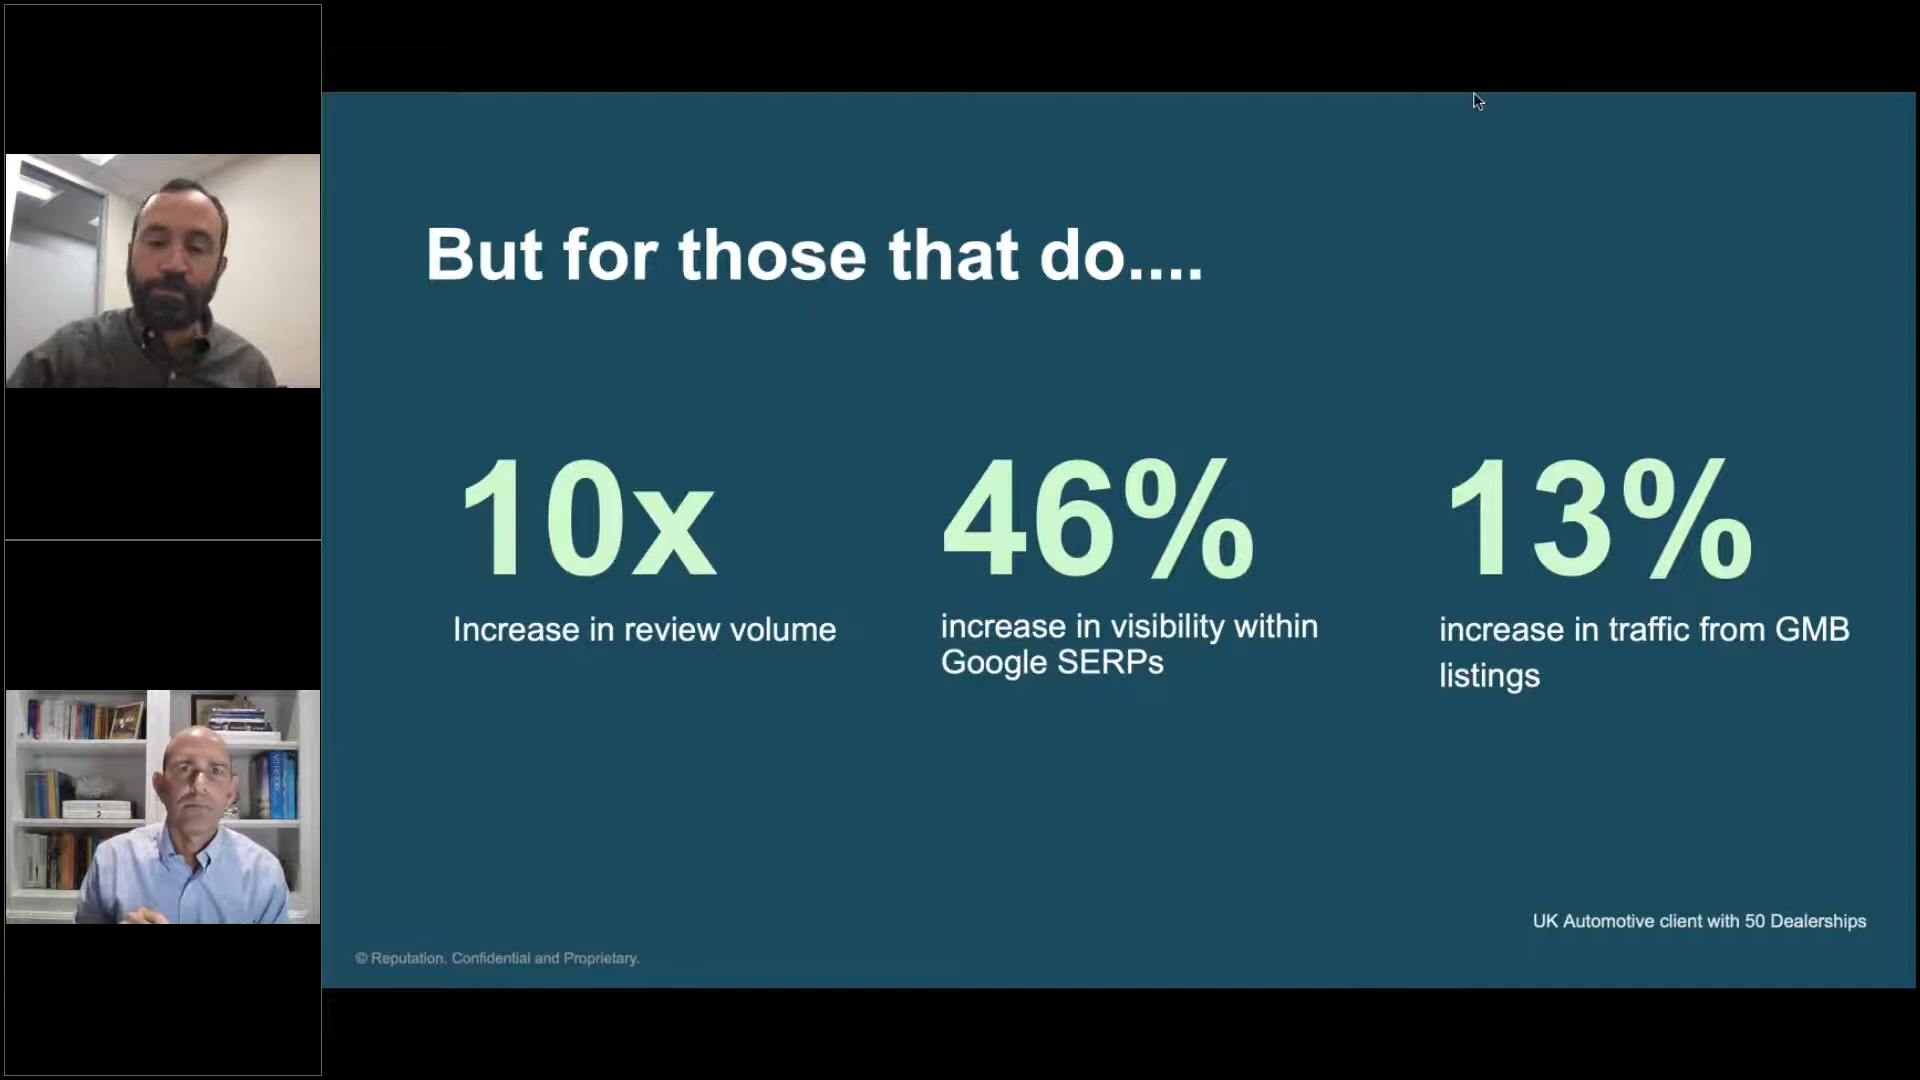 But for those that do....
10x
Increase in review volume
46%
increase in visibility within
Google SERPs
13%
increase in traffic from GMB
listings
UK Automotive client with 50 Dealerships
© Reputation. Confidential and Proprietary.